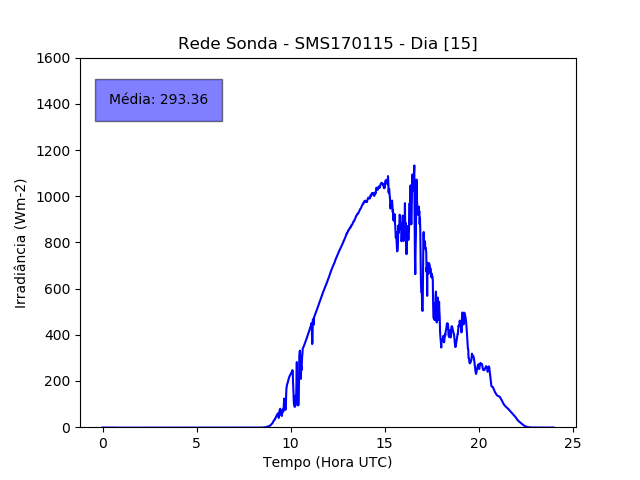 Rede Sonda - SMS170115 - Dia [15]
1600
1400
1200
1000
800
600
400
200
0
Média: 293.36
Irradiância (Wm-2)
0 5 10 15 20 25
Tempo (Hora UTC)